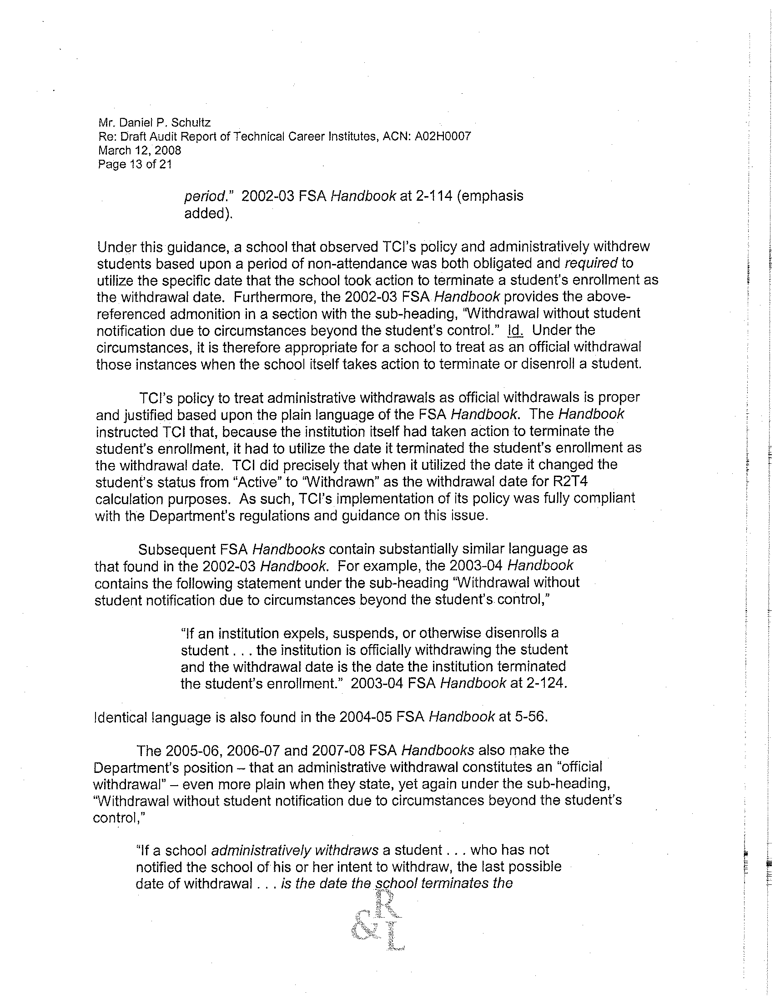 Mr. Daniel P. Schultz
Re: Draft Audit Report of Technical Career Institutes, ACN: A02H0007
March 12, 2008
Page 13 of 21
period." 2002-03 FSA Handbook at 2-114 (emphasis
added).
Under this guidance, a school that observed TCI's policy and administratively withdrew
students based upon a period of non-attendance was both obligated and required to
utilize the specific date that the school took action to terminate a student's enrollment as
the withdrawal date. Furthermore, the 2002-03 FSA Handbook provides the above-
referenced admonition in a section with the sub-heading, "Withdrawal without student
notification due to circumstances beyond the student's control." Id. Under the
circumstances, it is therefore appropriate for a school to treat as an official withdrawal
those instances when the school itself takes action to terminate or disenroll a student.
TCI's policy to treat administrative withdrawals as official withdrawals is proper
and justified based upon the plain language of the FSA Handbook. The Handbook
instructed TCI that, because the institution itself had taken action to terminate the
student's enrollment, it had to utilize the date it terminated the student's enrollment as
the withdrawal date. TCI did precisely that when it utilized the date it changed the
student's status from "Active" to "Withdrawn" as the withdrawal date for R2T4
calculation purposes. As such, TCI's implementation of its policy was fully compliant
with the Department's regulations and guidance on this issue.
Subsequent FSA Handbooks contain substantially similar language as
that found in the 2002-03 Handbook. For example, the 2003-04 Handbook
contains the following statement under the sub-heading "Withdrawal without
student notification due to circumstances beyond the student's control,"
"If an institution expels, suspends, or otherwise disenrolls a
student . . . the institution is officially withdrawing the student
and the withdrawal date is the date the institution terminated
the student's enrollment." 2003-04 FSA Handbook at 2-124.
Identical language is also found in the 2004-05 FSA Handbook at 5-56.
The 2005-06, 2006-07 and 2007-08 FSA Handbooks also make the
Department's position – that an administrative withdrawal constitutes an "official
withdrawal" – even more plain when they state, yet again under the sub-heading,
"Withdrawal without student notification due to circumstances beyond the student's
control,"
"If a school administratively withdraws a student . . . who has not
notified the school of his or her intent to withdraw, the last possible
date of withdrawal . . . is the date the school terminates the
R
&
L